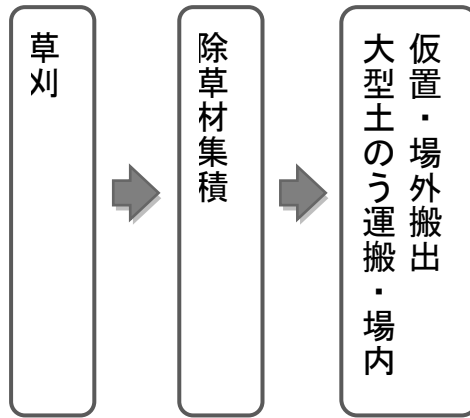 草刈
除草材集積
大型土のう運搬・場内
仮置・場外搬出